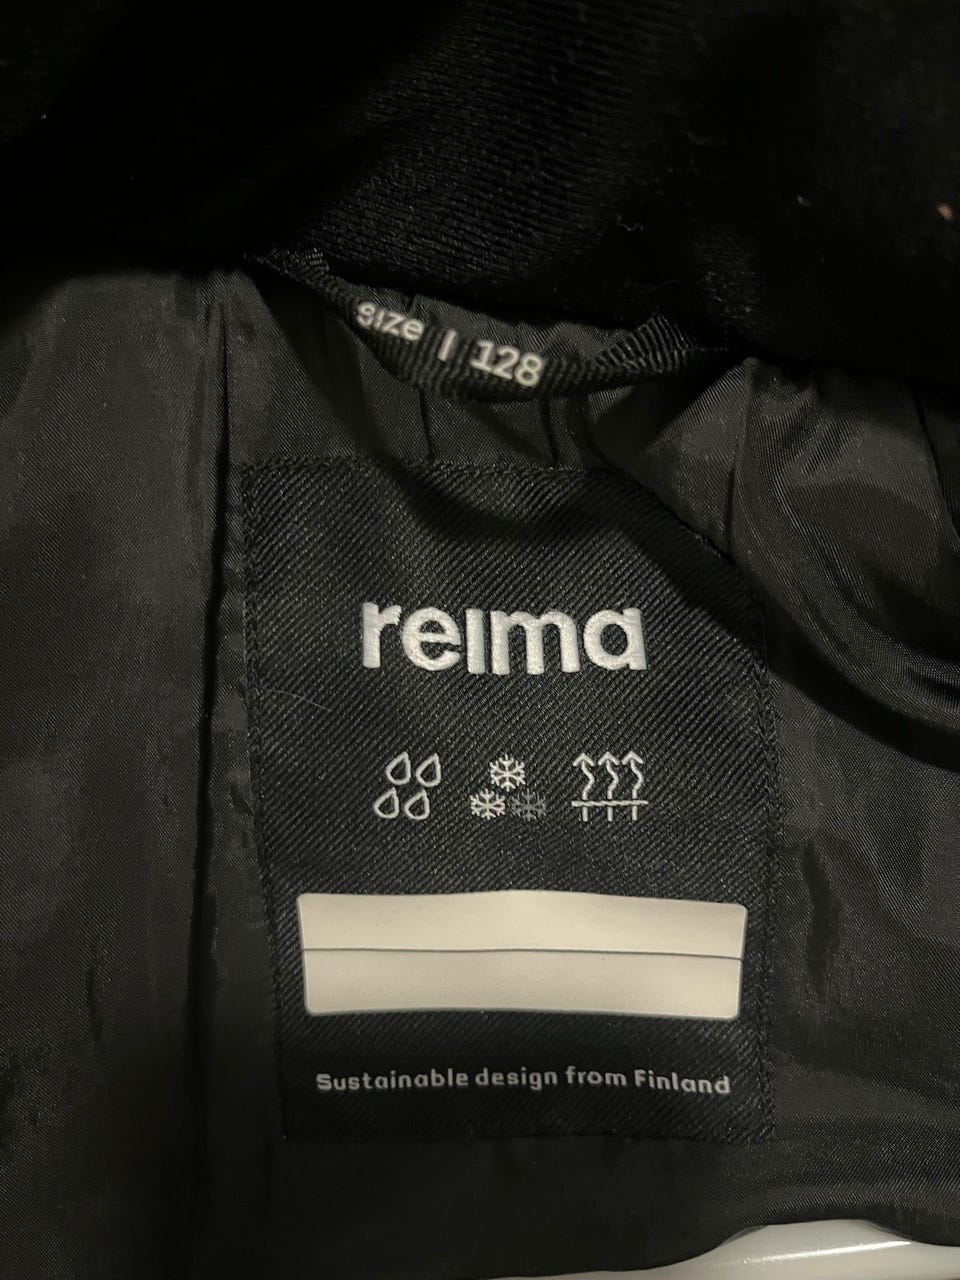 size | 128
reima
Sustainable design from Finland